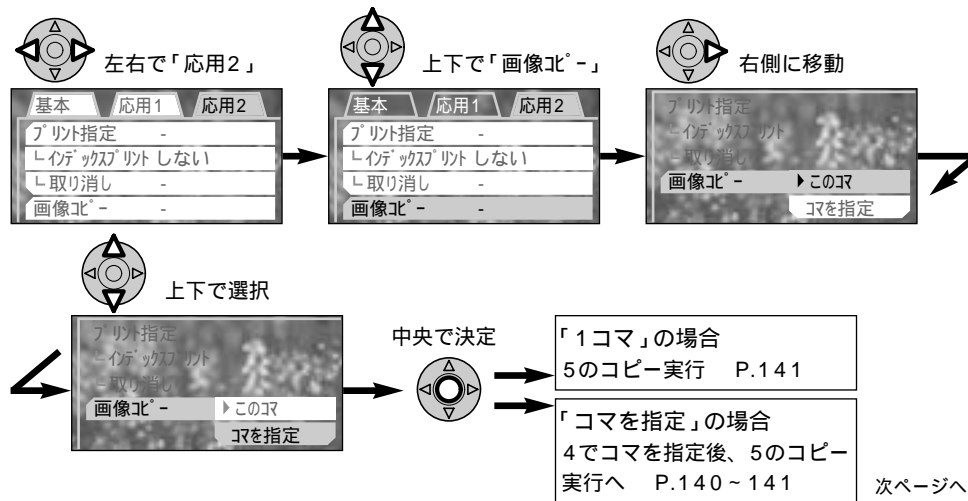 左右で「応用2」
基本 応用1 応用2
プリント指定 -
└インデックスプリント しない
└取り消し -
画像コピー -
上下で「画像コピー」
基本 応用1 応用2
プリント指定 -
└インデックスプリント しない
└取り消し -
画像コピー -
右側に移動
プリント指定
└インデックスプリント
└取り消し
画像コピー ▶このコマ
コマを指定
上下で選択
プリント指定
└インデックスプリント
└取り消し
画像コピー ▶このコマ
コマを指定
中央で決定
「1コマ」の場合
5のコピー実行 P.141
「コマを指定」の場合
4でコマを指定後、5のコピー
実行へ P.140~141
次ページへ